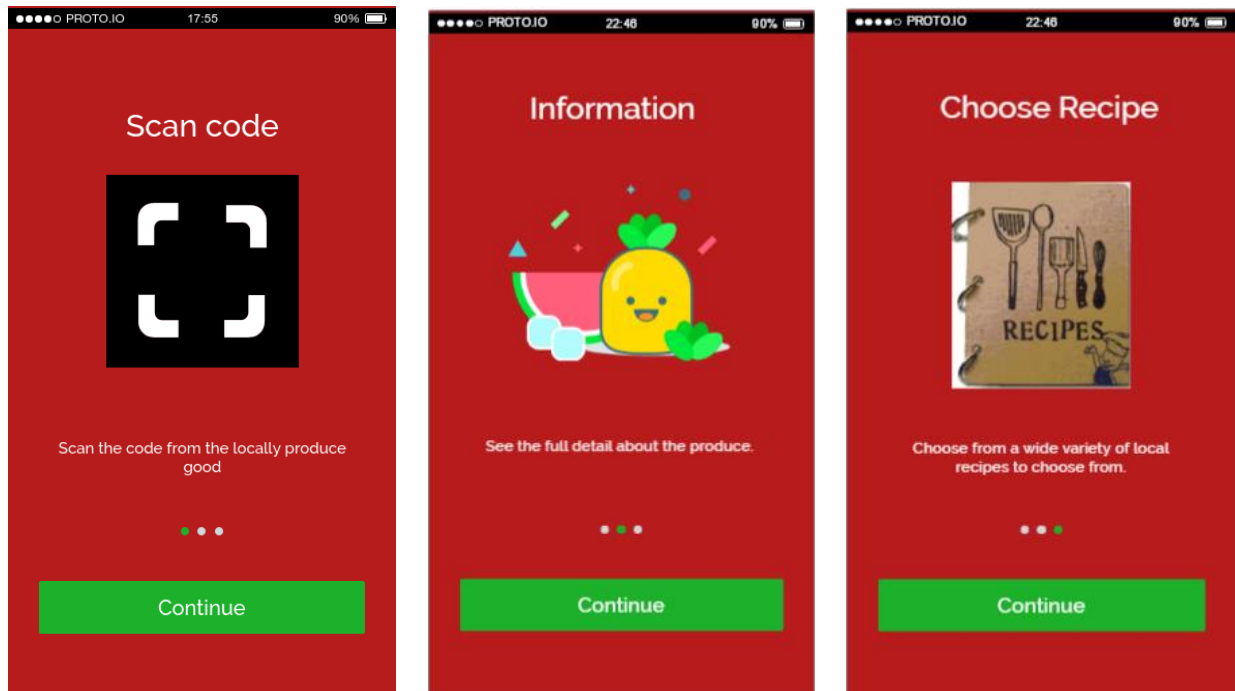 PROTO.IO 17:55 90%
Scan code
Scan the code from the locally produce
good
Continue
PROTO.IO 22:46 90%
Information
See the full detail about the produce.
Continue
PROTO.IO 22:46 90%
Choose Recipe
RECIPES
Choose from a wide variety of local
recipes to choose from.
Continue